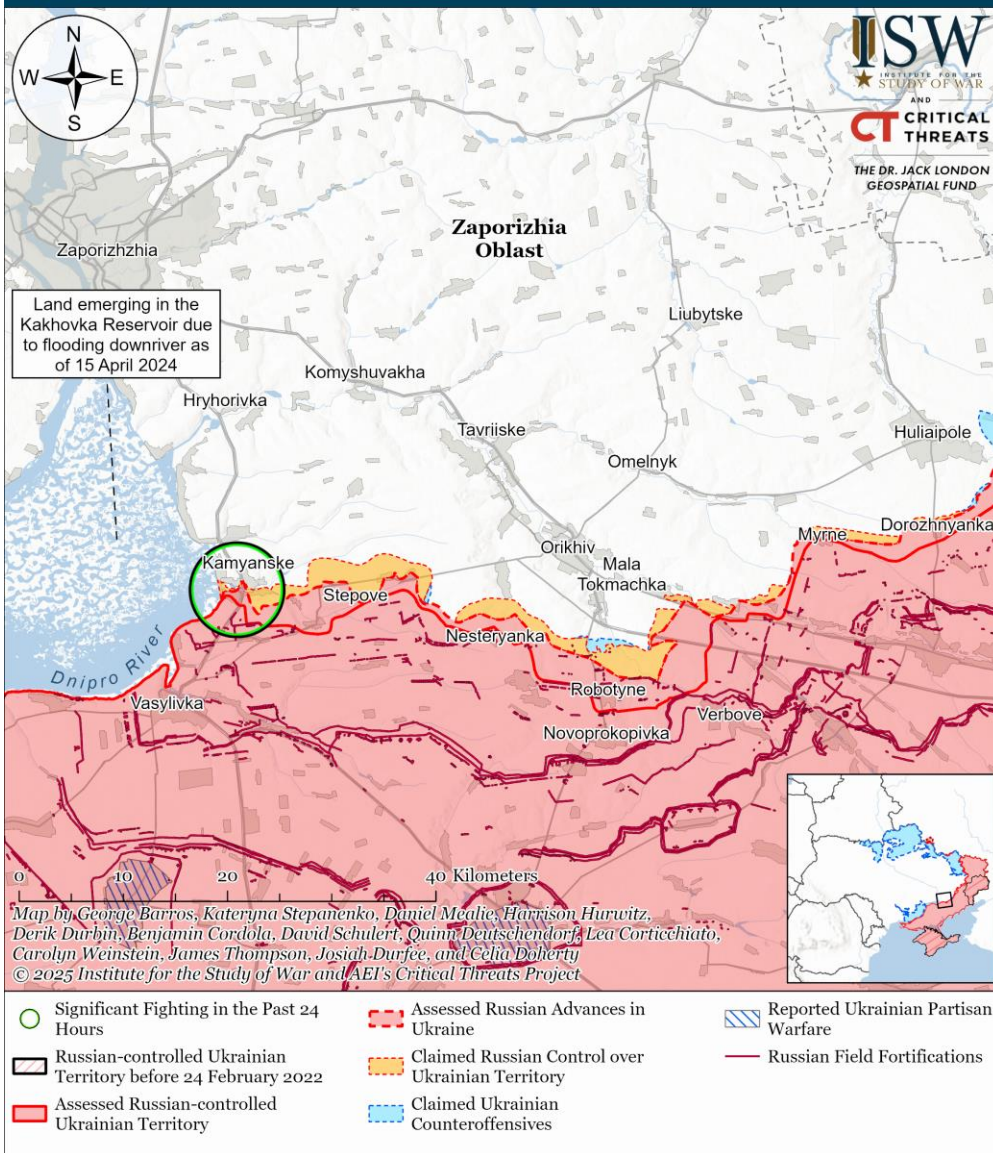 N
W E
S
ISW
INSTITUTE FOR THE
STUDY OF WAR
AND
CT CRITICAL
THREATS
THE DR. JACK LONDON
GEOSPATIAL FUND
Zaporizhia
Oblast
Zaporizhzhia
Land emerging in the
Kakhovka Reservoir due
to flooding downriver as
of 15 April 2024
Liubytske
Komyshuvakha
Hryhorivka
Tavriiske
Huliaipole
Omelnyk
Dorozhnyanka
Myrne
Orikhiv
Kamyanske
Mala
Tokmachka
Stepove
Nesteryanka
Dnipro River
Robotyne
Vasylivka
Verbove
Novoprokopivka
0 10 20 40 Kilometers
Map by George Barros, Kateryna Stepanenko, Daniel Mealie, Harrison Hurwitz,
Derik Durbin, Benjamin Cordola, David Schulert, Quinn Deutschendorf, Lea Corticchiato,
Carolyn Weinstein, James Thompson, Josiah Durfee, and Celia Doherty
© 2025 Institute for the Study of War and AEI's Critical Threats Project
Significant Fighting in the Past 24
Hours
Russian-controlled Ukrainian
Territory before 24 February 2022
Assessed Russian-controlled
Ukrainian Territory
Assessed Russian Advances in
Ukraine
Claimed Russian Control over
Ukrainian Territory
Claimed Ukrainian
Counteroffensives
Reported Ukrainian Partisan
Warfare
Russian Field Fortifications